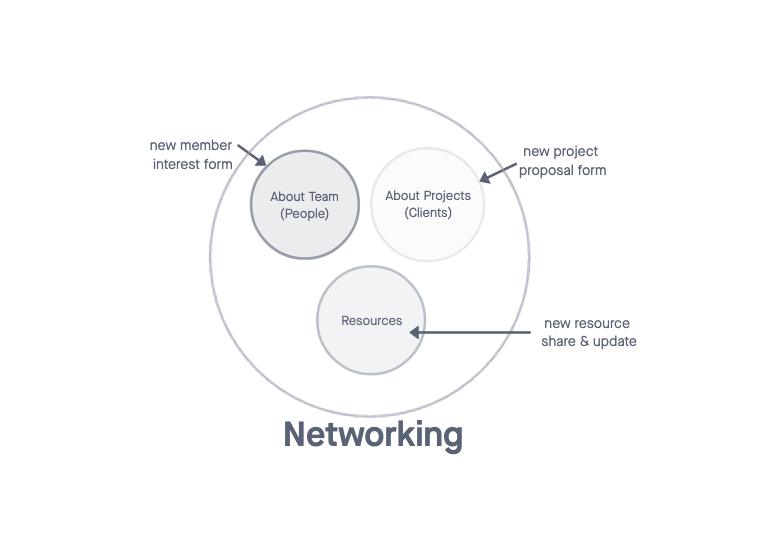 new member
interest form
new project
proposal form
About Team
(People)
About Projects
(Clients)
Resources
new resource
share & update
Networking